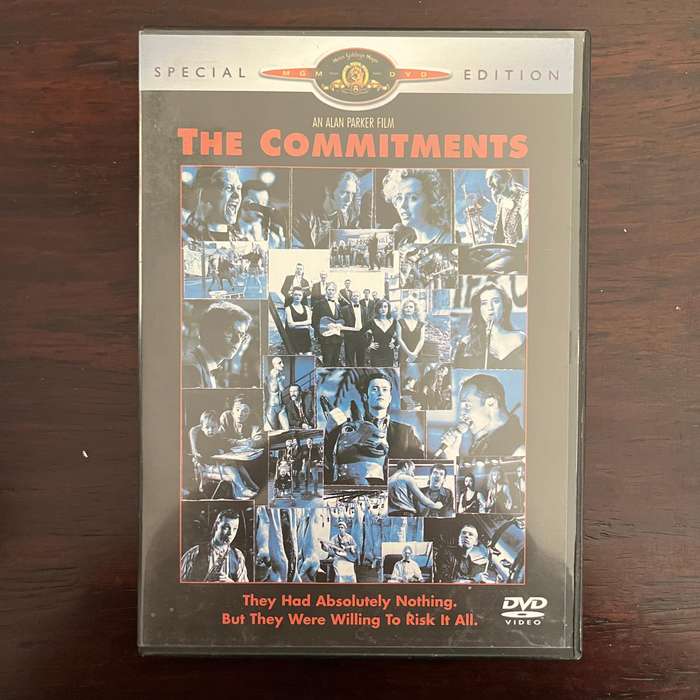 SPECIAL MGM DVD EDITION
AN ALAN PARKER FILM
THE COMMITMENTS
They Had Absolutely Nothing.
But They Were Willing To Risk It All.
DVD
VIDEO